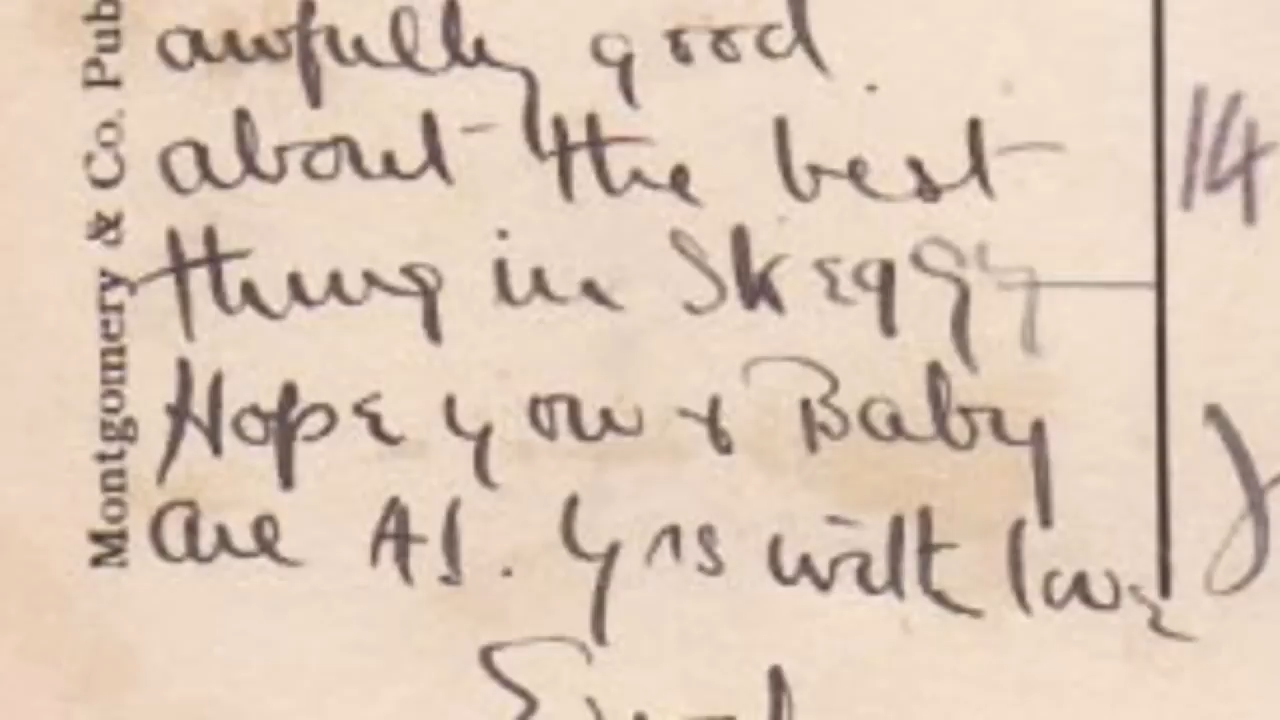 awfully good.
about the best
thing in Skeggy
Hope you & Baby
are A1. Yrs with love
Montgomery & Co. Pub
14